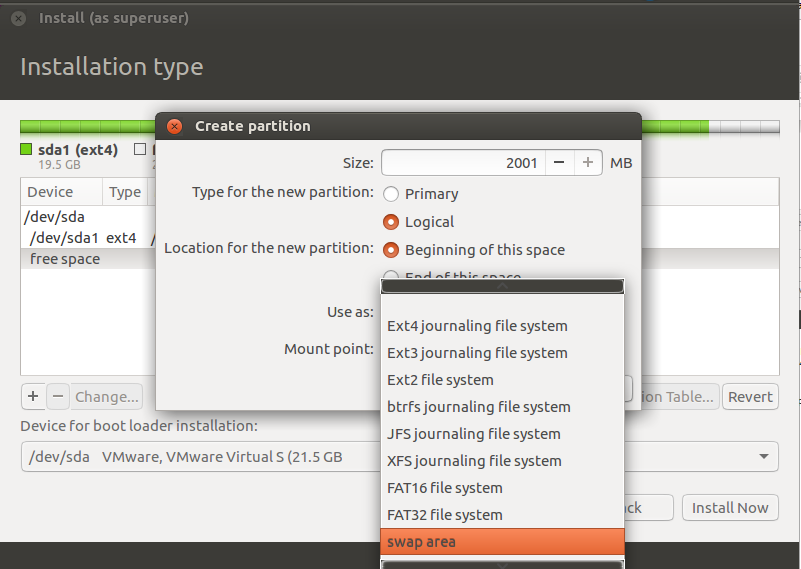 Install (as superuser)
Installation type
Create partition
sda1 (ext4)
19.5 GB
Size: 2001 − + MB
Type for the new partition: Primary
Logical
Location for the new partition: Beginning of this space
End of this space
Device Type
/dev/sda
/dev/sda1 ext4
free space
Use as:
Mount point:
Ext4 journaling file system
Ext3 journaling file system
Ext2 file system
btrfs journaling file system
JFS journaling file system
XFS journaling file system
FAT16 file system
FAT32 file system
swap area
+ − Change... ion Table... Revert
Device for boot loader installation:
/dev/sda VMware, VMware Virtual S (21.5 GB
ck Install Now